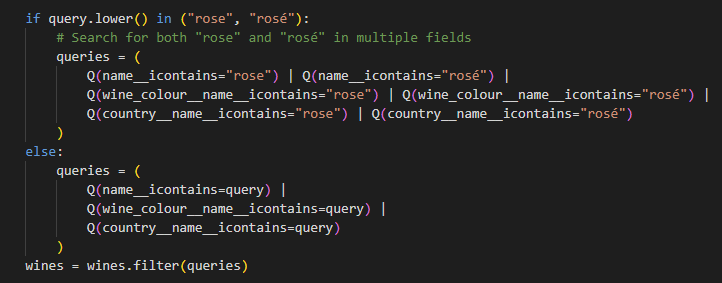 if query.lower() in ("rose", "rosé"):
    # Search for both "rose" and "rosé" in multiple fields
    queries = (
        Q(name__icontains="rose") | Q(name__icontains="rosé") |
        Q(wine_colour__name__icontains="rose") | Q(wine_colour__name__icontains="rosé") |
        Q(country__name__icontains="rose") | Q(country__name__icontains="rosé")
    )
else:
    queries = (
        Q(name__icontains=query) |
        Q(wine_colour__name__icontains=query) |
        Q(country__name__icontains=query)
    )
wines = wines.filter(queries)